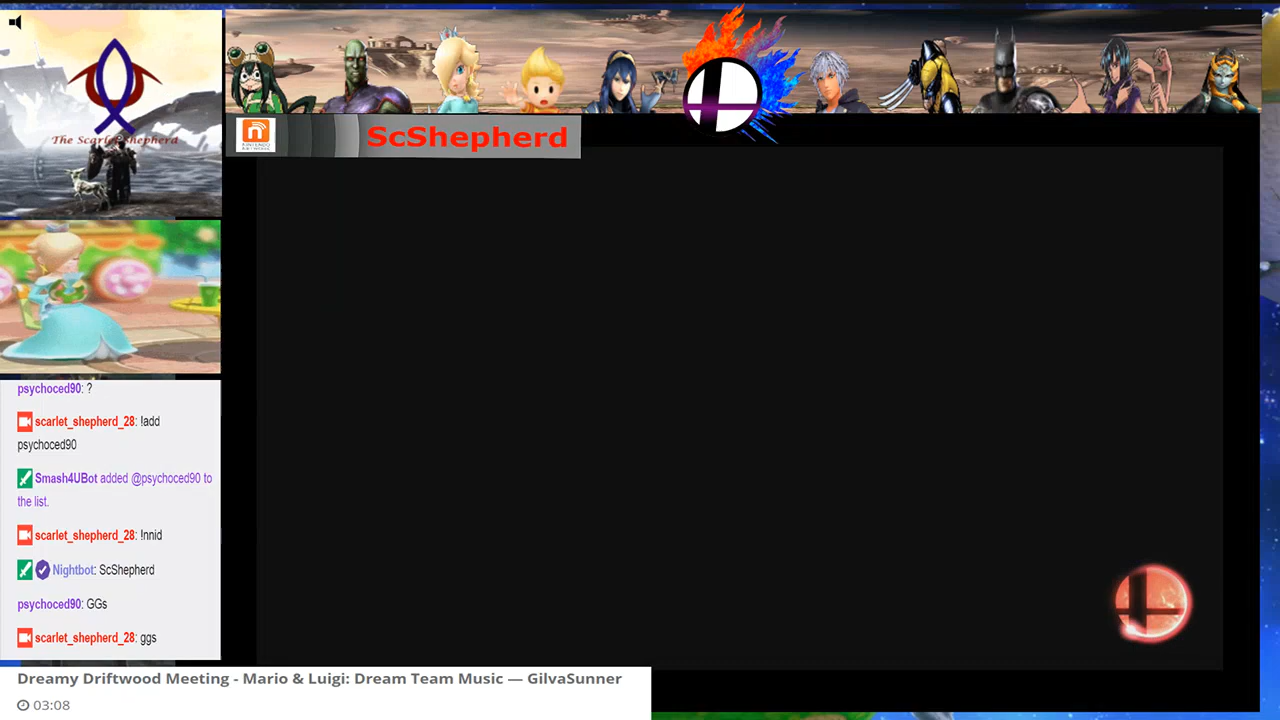 The Scarlet Shepherd
ScShepherd
psychoced90: ?
scarlet_shepherd_28: !add
psychoced90
Smash4UBot added @psychoced90 to
the list.
scarlet_shepherd_28: !nnid
Nightbot: ScShepherd
psychoced90: GGs
scarlet_shepherd_28: ggs
Dreamy Driftwood Meeting - Mario & Luigi: Dream Team Music — GilvaSunner
03:08